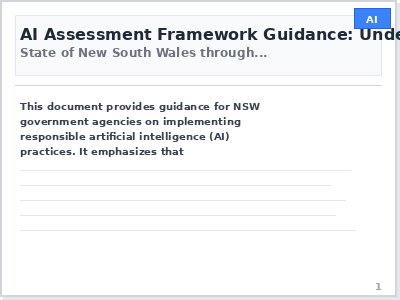 AI
AI Assessment Framework Guidance: Unde
State of New South Wales through...
This document provides guidance for NSW
government agencies on implementing
responsible artificial intelligence (AI)
practices. It emphasizes that
1